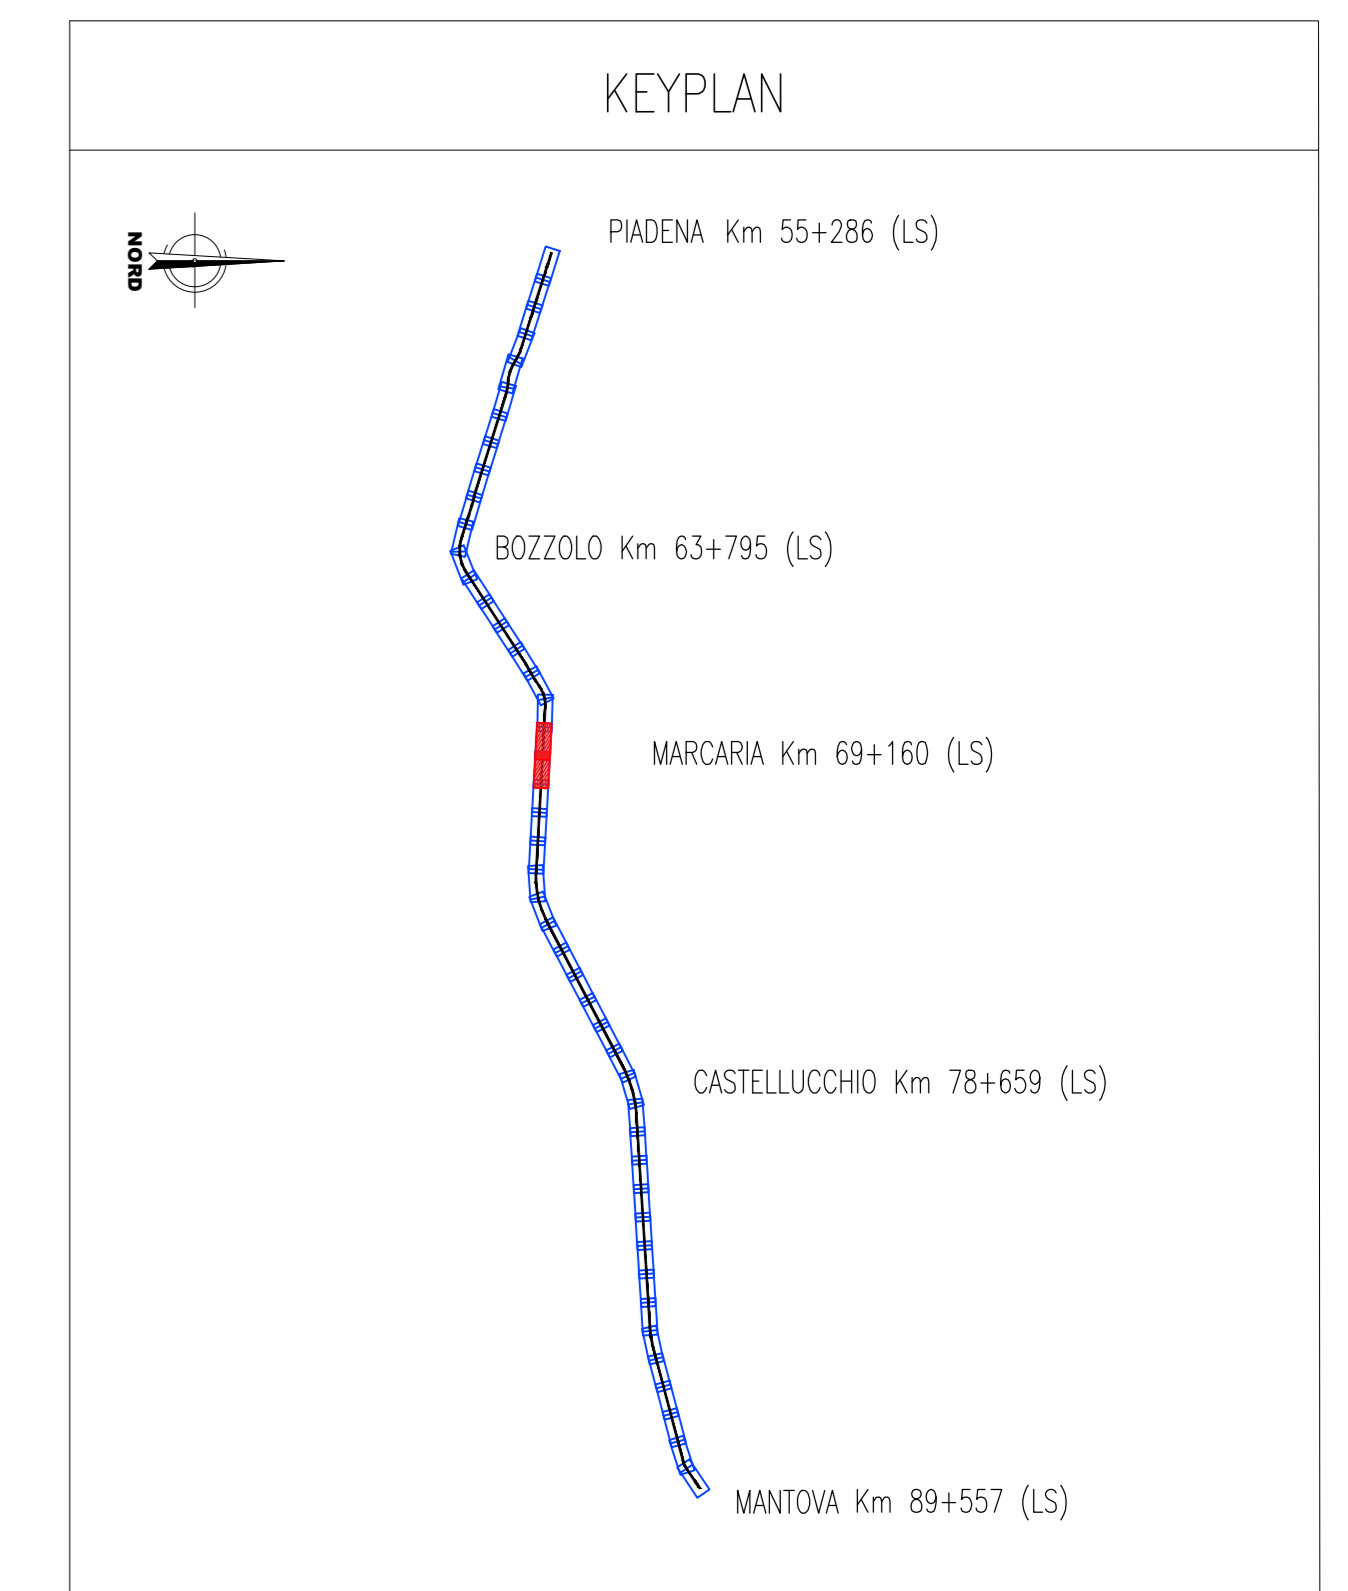 KEYPLAN
NORD
PIADENA Km 55+286 (LS)
BOZZOLO Km 63+795 (LS)
MARCARIA Km 69+160 (LS)
CASTELLUCCHIO Km 78+659 (LS)
MANTOVA Km 89+557 (LS)